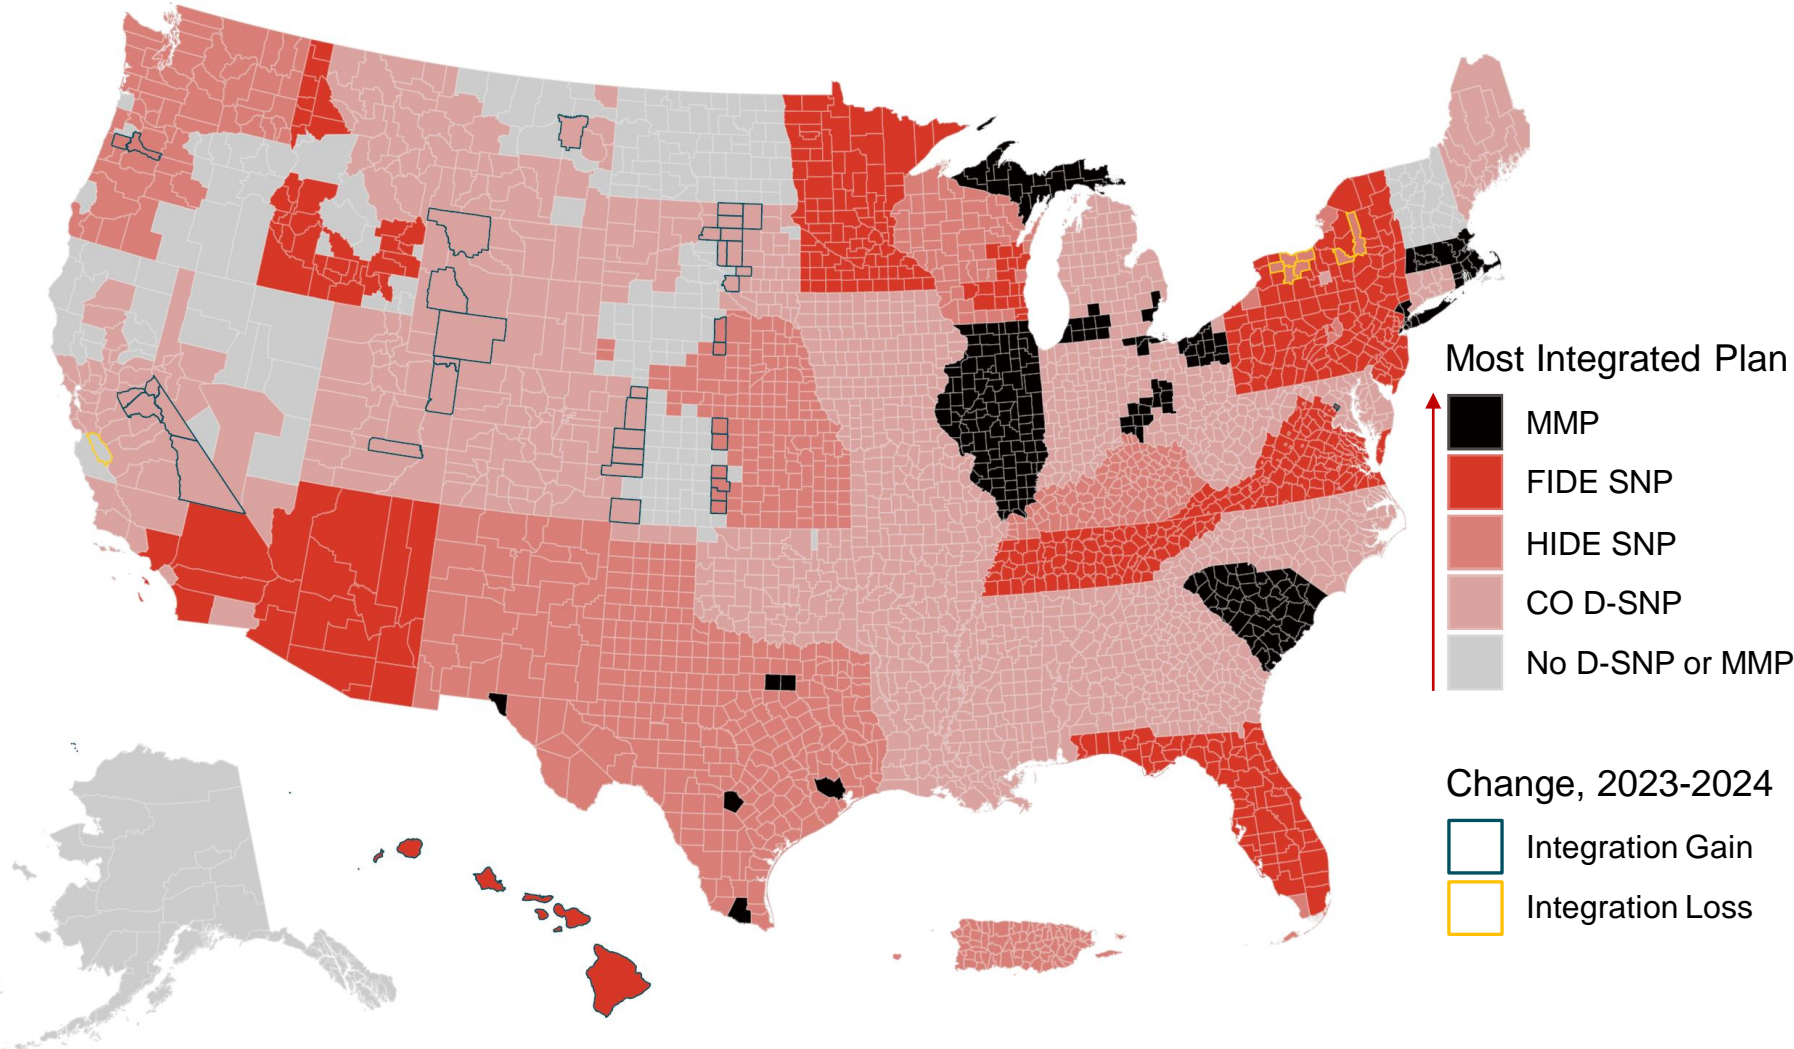 Most Integrated Plan
MMP
FIDE SNP
HIDE SNP
CO D-SNP
No D-SNP or MMP
Change, 2023-2024
Integration Gain
Integration Loss